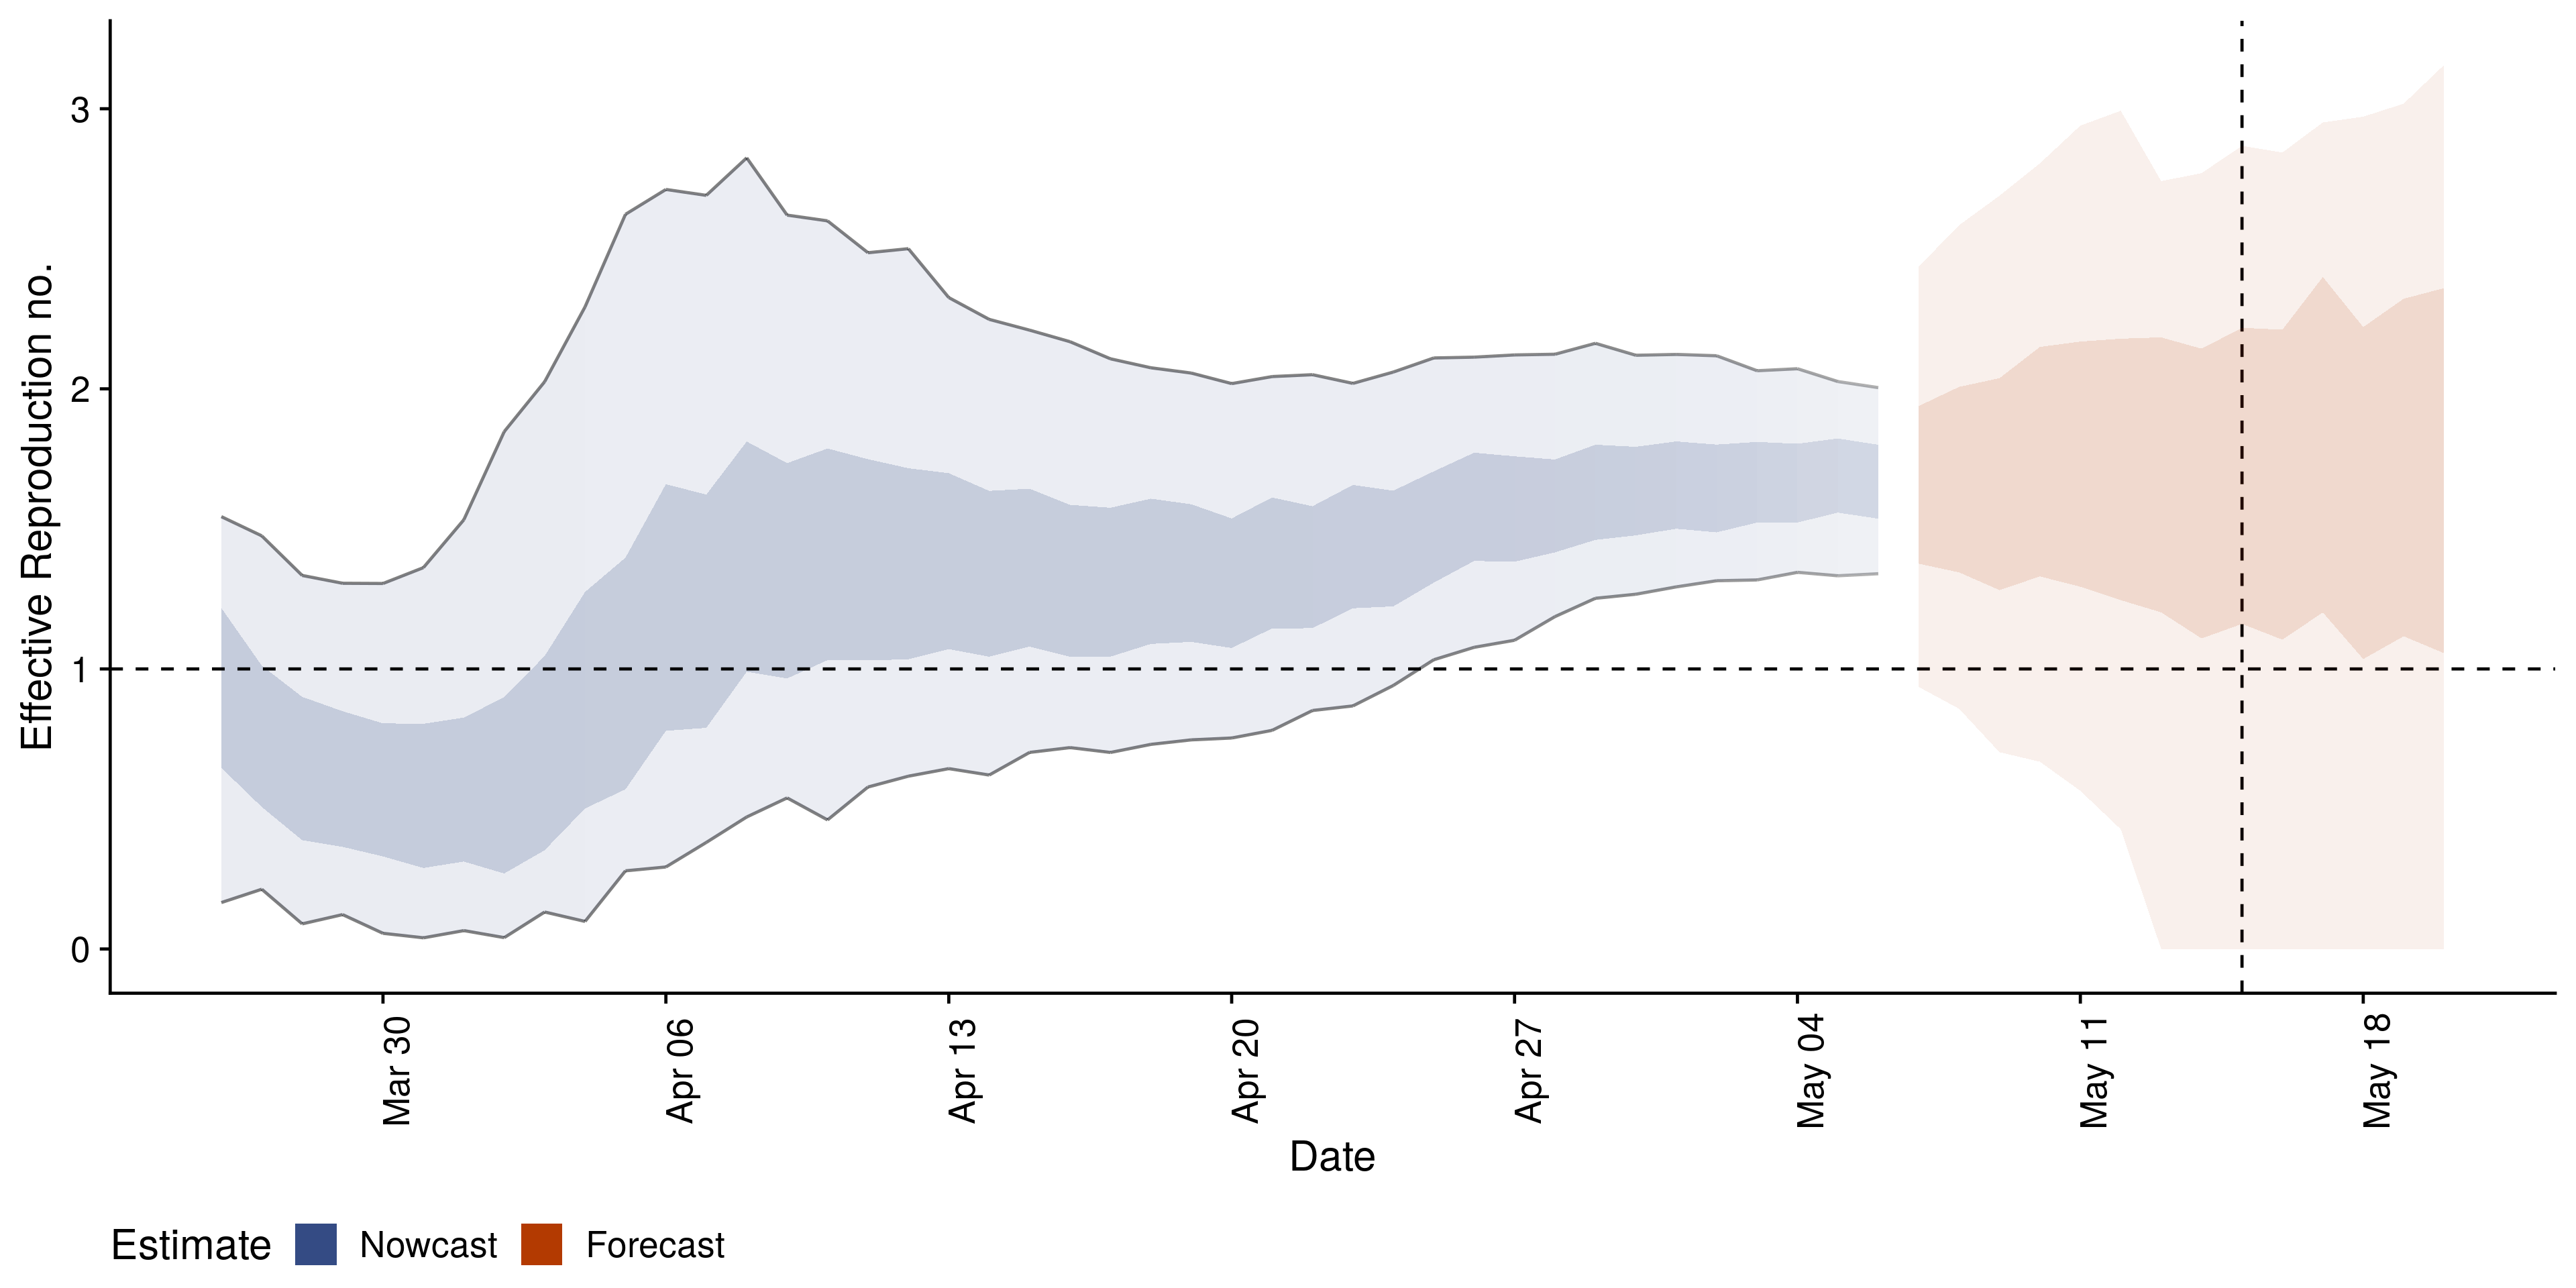 Effective Reproduction no.
3
2
1
0
Mar 30
Apr 06
Apr 13
Apr 20
Apr 27
May 04
May 11
May 18
Date
Estimate Nowcast Forecast